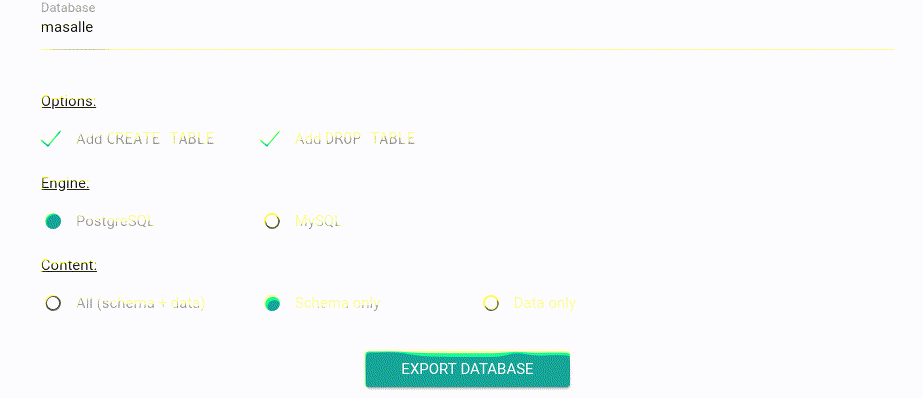 Database
masalle
Options:
Add CREATE TABLE Add DROP TABLE
Engine:
PostgreSQL MySQL
Content:
All (schema + data) Schema only Data only
EXPORT DATABASE